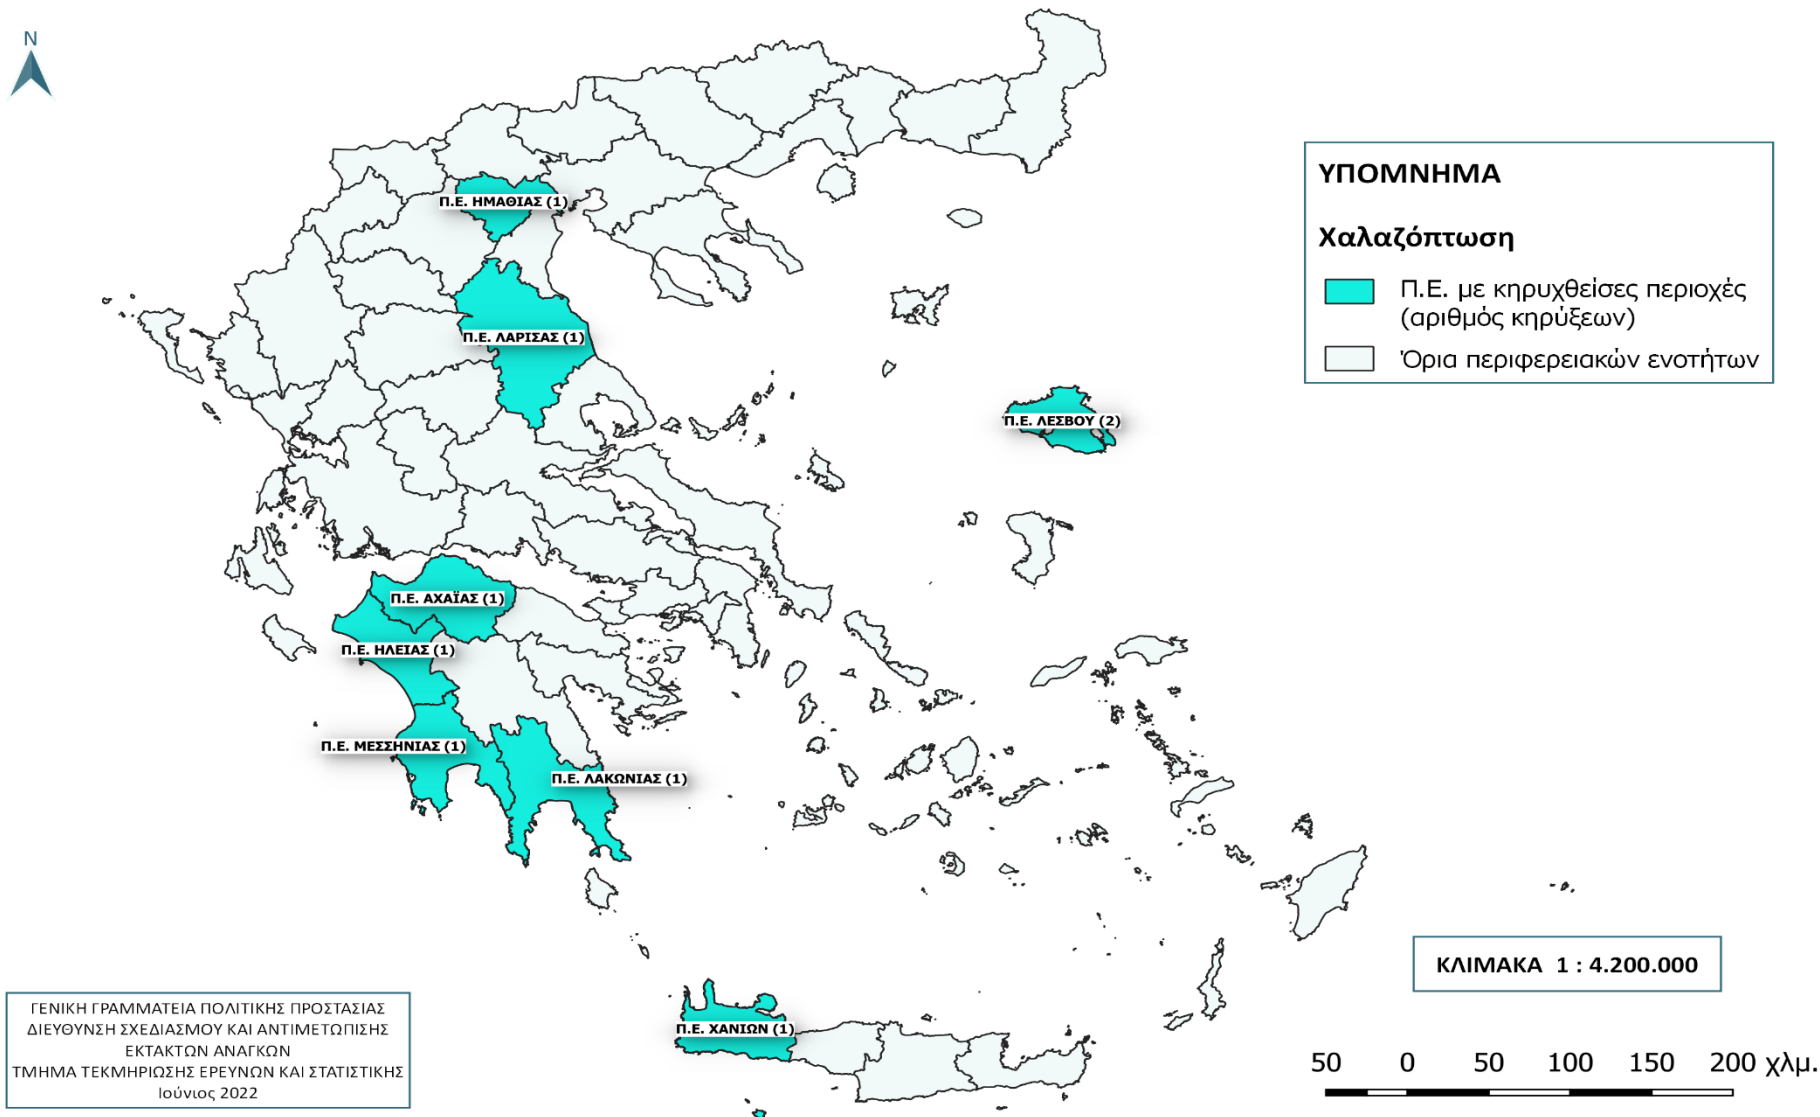 N
ΥΠΟΜΝΗΜΑ
Χαλαζόπτωση
Π.Ε. με κηρυχθείσες περιοχές
(αριθμός κηρύξεων)
Όρια περιφερειακών ενοτήτων
Π.Ε. ΗΜΑΘΙΑΣ (1)
Π.Ε. ΛΑΡΙΣΑΣ (1)
Π.Ε. ΛΕΣΒΟΥ (2)
Π.Ε. ΑΧΑΪΑΣ (1)
Π.Ε. ΗΛΕΙΑΣ (1)
Π.Ε. ΜΕΣΣΗΝΙΑΣ (1)
Π.Ε. ΛΑΚΩΝΙΑΣ (1)
Π.Ε. ΧΑΝΙΩΝ (1)
ΚΛΙΜΑΚΑ 1 : 4.200.000
ΓΕΝΙΚΗ ΓΡΑΜΜΑΤΕΙΑ ΠΟΛΙΤΙΚΗΣ ΠΡΟΣΤΑΣΙΑΣ
ΔΙΕΥΘΥΝΣΗ ΣΧΕΔΙΑΣΜΟΥ ΚΑΙ ΑΝΤΙΜΕΤΩΠΙΣΗΣ
ΕΚΤΑΚΤΩΝ ΑΝΑΓΚΩΝ
ΤΜΗΜΑ ΤΕΚΜΗΡΙΩΣΗΣ ΕΡΕΥΝΩΝ ΚΑΙ ΣΤΑΤΙΣΤΙΚΗΣ
Ιούνιος 2022
50 0 50 100 150 200 χλμ.